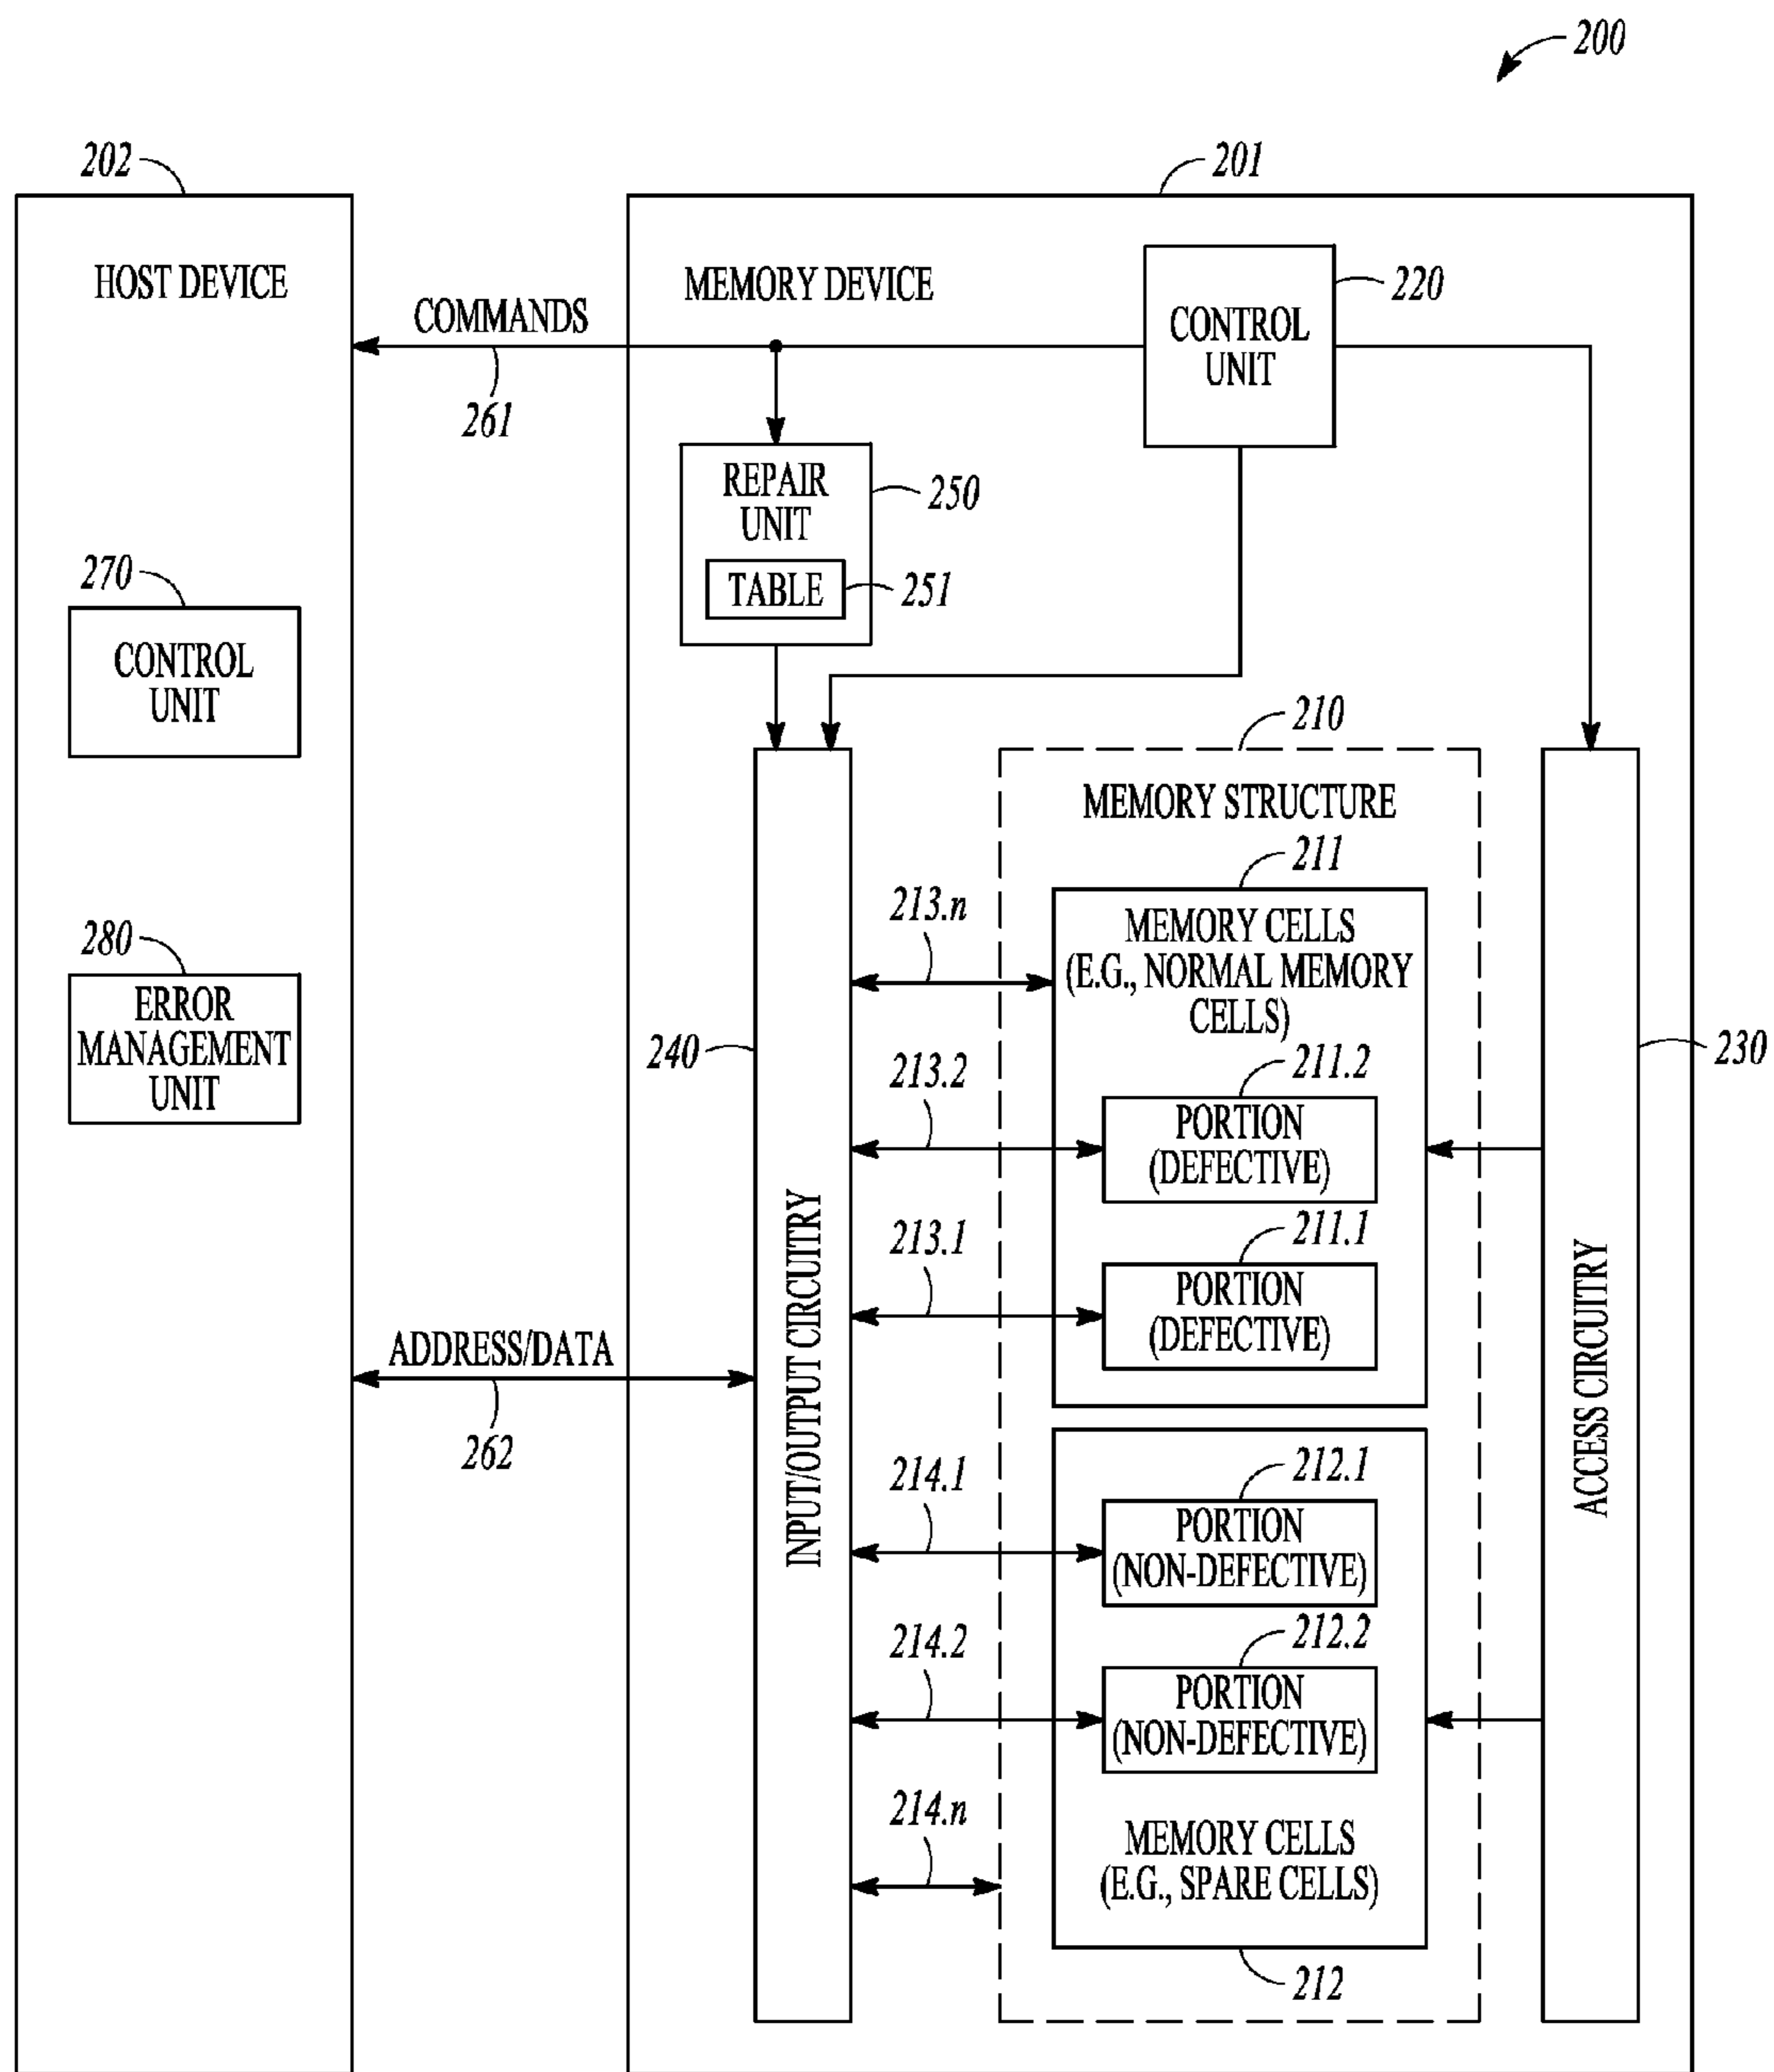 200
202
201
HOST DEVICE
MEMORY DEVICE
220
COMMANDS
CONTROL
UNIT
261
REPAIR
UNIT
250
TABLE
251
270
CONTROL
UNIT
210
MEMORY STRUCTURE
211
213.n
MEMORY CELLS
(E.G., NORMAL MEMORY
CELLS)
280
ERROR
MANAGEMENT
UNIT
240
230
213.2
211.2
PORTION
(DEFECTIVE)
213.1
211.1
PORTION
(DEFECTIVE)
INPUT/OUTPUT CIRCUITRY
ACCESS CIRCUITRY
ADDRESS/DATA
262
214.1
212.1
PORTION
(NON-DEFECTIVE)
214.2
212.2
PORTION
(NON-DEFECTIVE)
214.n
MEMORY CELLS
(E.G., SPARE CELLS)
212